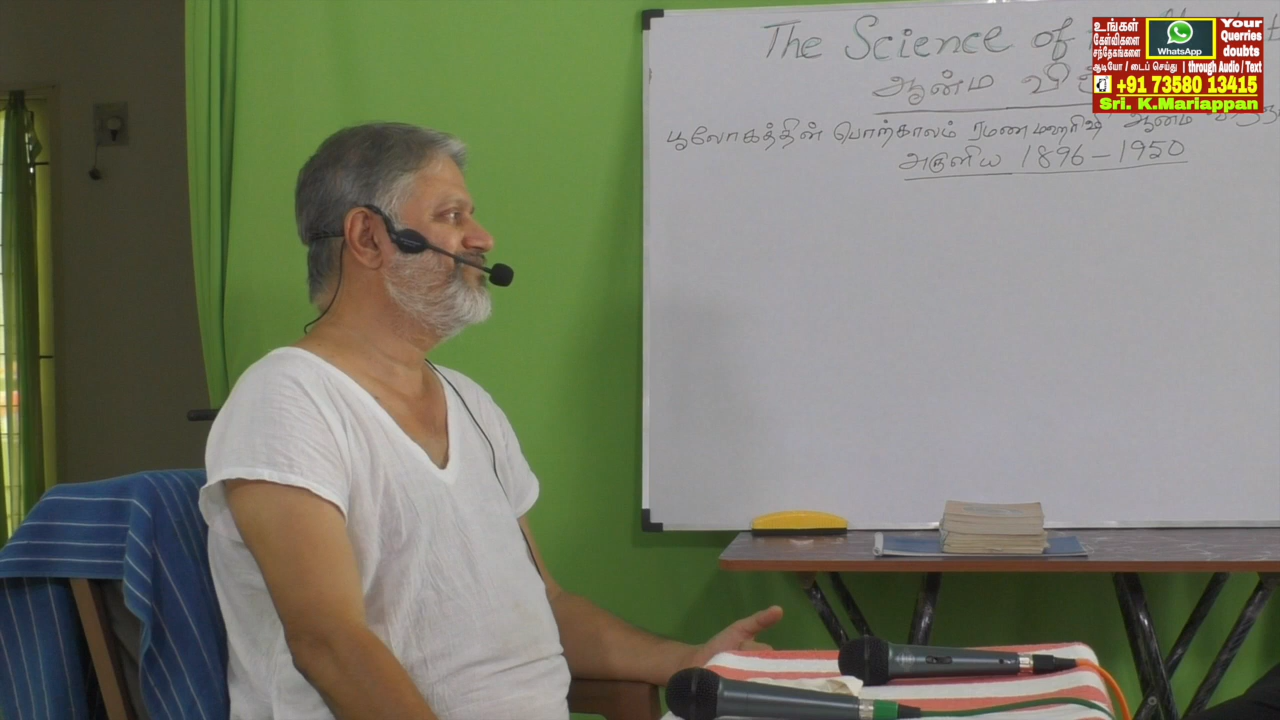 The Science of
ஆன்ம
பூலோகத்தின் பொற்காலம் ரமண மஹரிஷி ஆன்ம
அருளிய 1896 – 1950
உங்கள்
கேள்விகளை
சந்தேகங்களை
WhatsApp
Your
Querries
doubts
ஆடியோ / டைப் செய்து | through Audio / Text
+91 73580 13415
Sri. K.Mariappan